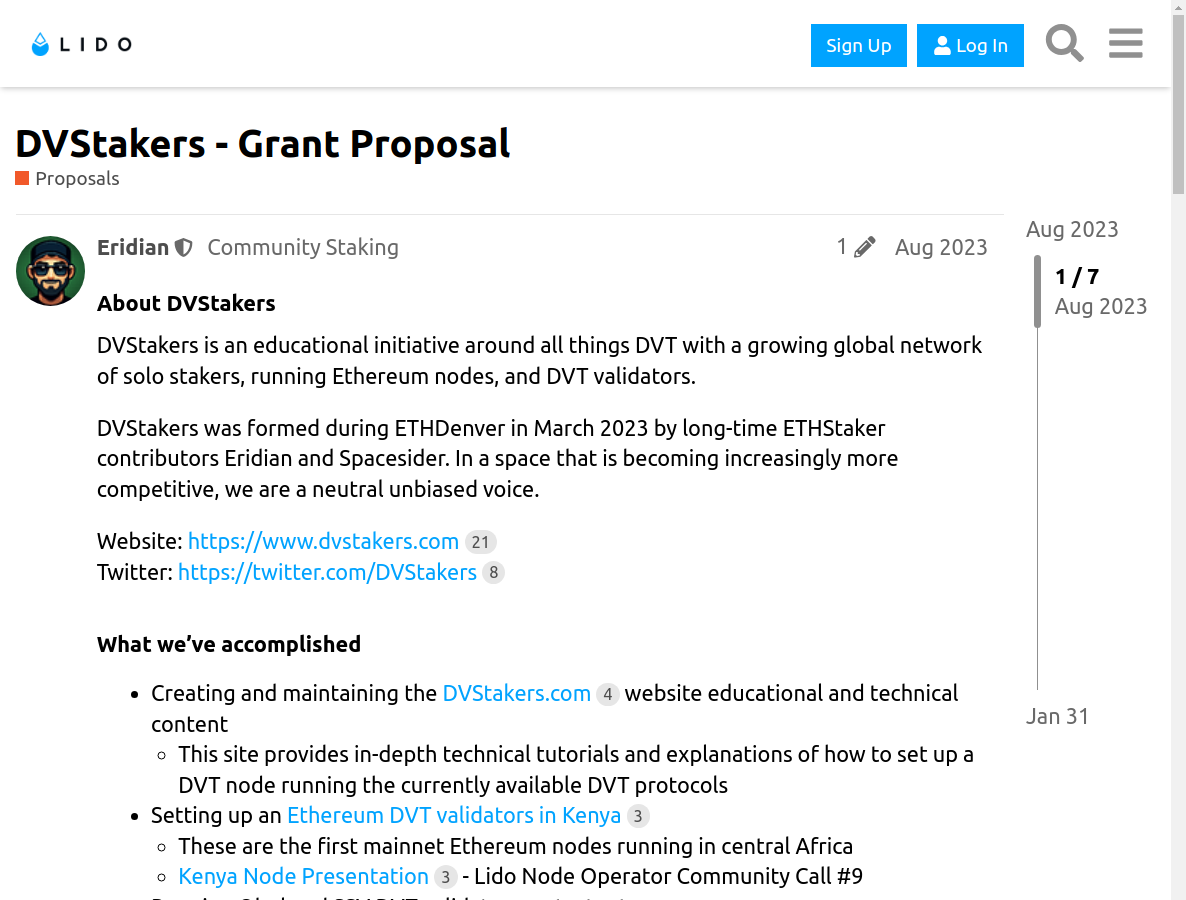 LIDO
Sign Up
Log In
DVStakers - Grant Proposal
Proposals
Eridian Community Staking 1 Aug 2023
Aug 2023
1 / 7
Aug 2023
Jan 31
About DVStakers
DVStakers is an educational initiative around all things DVT with a growing global network
of solo stakers, running Ethereum nodes, and DVT validators.
DVStakers was formed during ETHDenver in March 2023 by long-time ETHStaker
contributors Eridian and Spacesider. In a space that is becoming increasingly more
competitive, we are a neutral unbiased voice.
Website: https://www.dvstakers.com 21
Twitter: https://twitter.com/DVStakers 8
What we’ve accomplished
• Creating and maintaining the DVStakers.com 4 website educational and technical
content
◦ This site provides in-depth technical tutorials and explanations of how to set up a
DVT node running the currently available DVT protocols
• Setting up an Ethereum DVT validators in Kenya 3
◦ These are the first mainnet Ethereum nodes running in central Africa
◦ Kenya Node Presentation 3 - Lido Node Operator Community Call #9